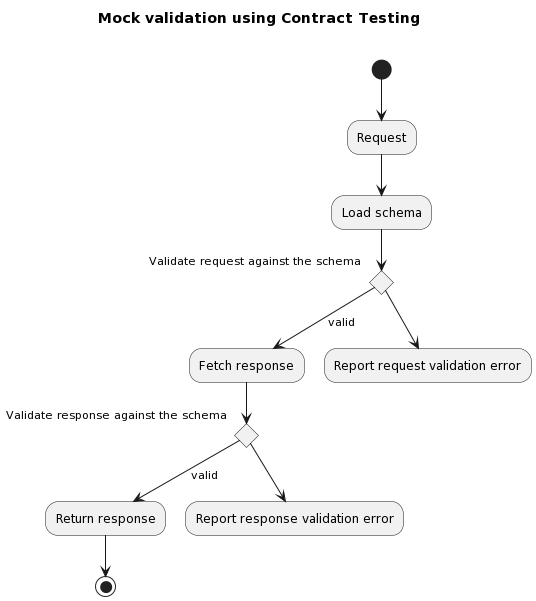 Mock validation using Contract Testing
Request
Load schema
Validate request against the schema
valid
Fetch response
Report request validation error
Validate response against the schema
valid
Return response
Report response validation error